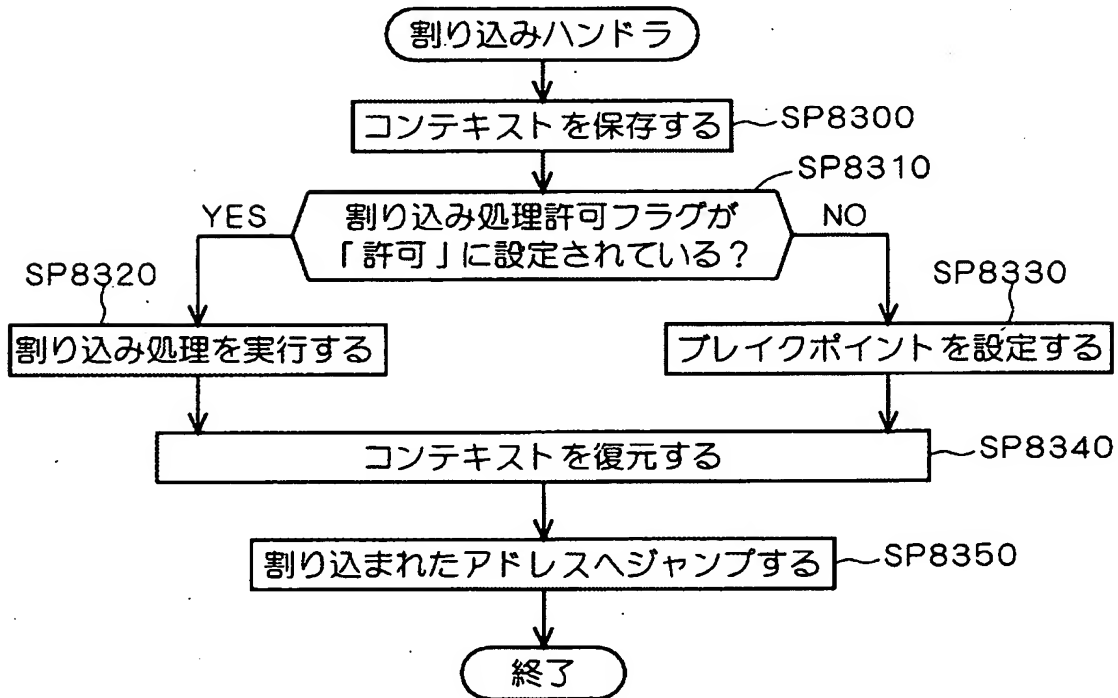 割り込みハンドラ
コンテキストを保存する
SP8300
SP8310
YES
割り込み処理許可フラグが
「許可」に設定されている?
NO
SP8320
SP8330
割り込み処理を実行する
ブレイクポイントを設定する
コンテキストを復元する
SP8340
割り込まれたアドレスへジャンプする
SP8350
終了